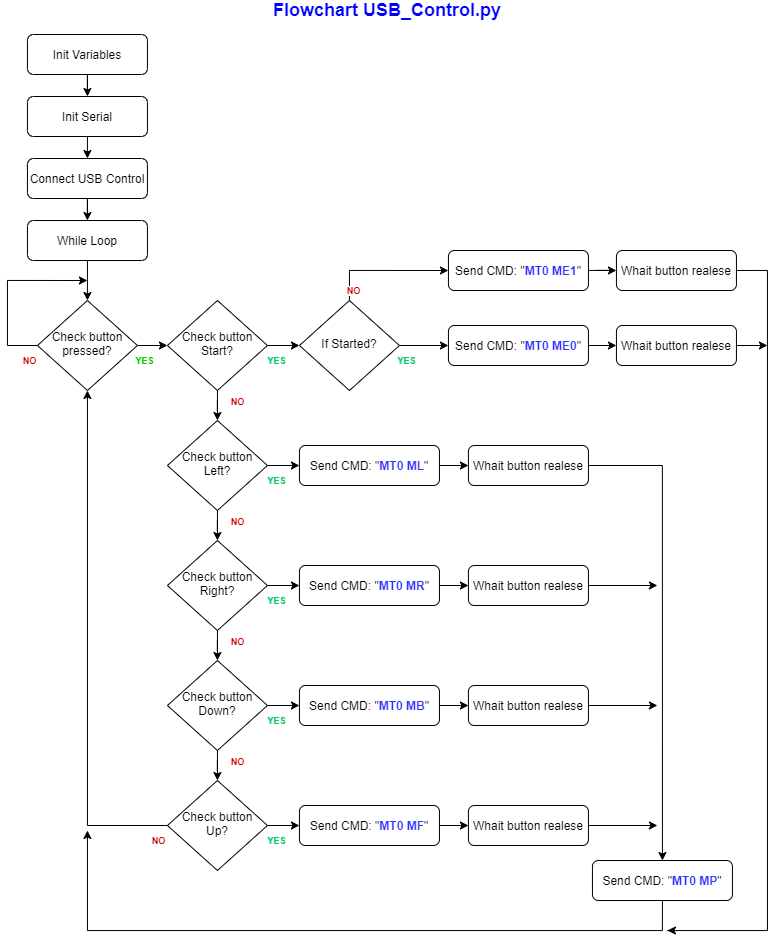 Flowchart USB_Control.py
Init Variables
Init Serial
Connect USB Control
While Loop
Send CMD: "MT0 ME1"
Whait button realese
NO
Check button
pressed?
NO
YES
Check button
Start?
YES
If Started?
YES
Send CMD: "MT0 ME0"
Whait button realese
NO
Check button
Left?
YES
Send CMD: "MT0 ML"
Whait button realese
NO
Check button
Right?
YES
Send CMD: "MT0 MR"
Whait button realese
NO
Check button
Down?
YES
Send CMD: "MT0 MB"
Whait button realese
NO
Check button
Up?
NO
YES
Send CMD: "MT0 MF"
Whait button realese
Send CMD: "MT0 MP"